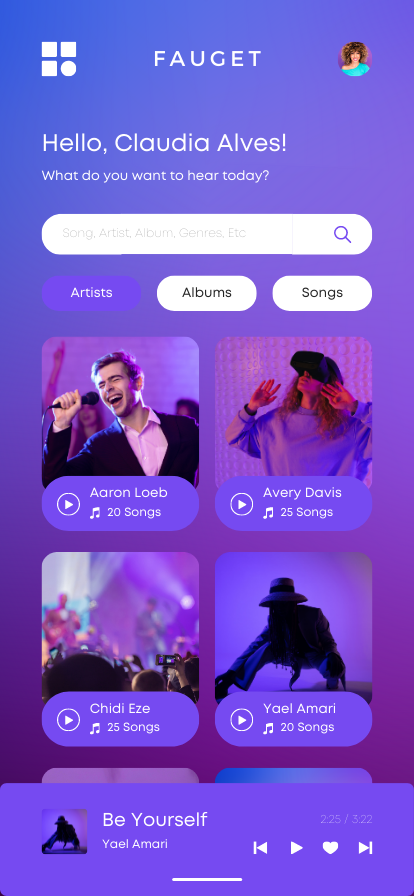 FAUGET
Hello, Claudia Alves!
What do you want to hear today?
Song, Artist, Album, Genres, Etc
Artists
Albums
Songs
Aaron Loeb
20 Songs
Avery Davis
25 Songs
Chidi Eze
25 Songs
Yael Amari
20 Songs
Be Yourself
2:25 / 3:22
Yael Amari